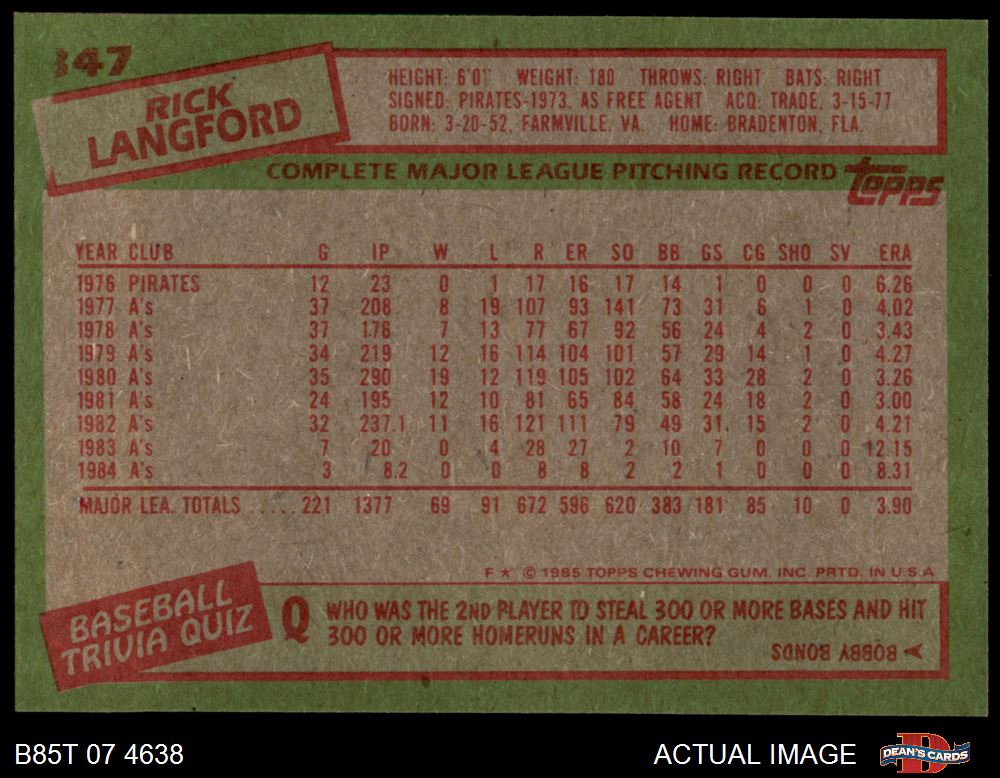 347
RICK
LANGFORD
HEIGHT: 6'0" WEIGHT: 180 THROWS: RIGHT BATS: RIGHT
SIGNED: PIRATES-1973, AS FREE AGENT ACQ: TRADE, 3-15-77
BORN: 3-20-52, FARMVILLE, VA. HOME: BRADENTON, FLA.
COMPLETE MAJOR LEAGUE PITCHING RECORD topps
YEAR CLUB G IP W L R ER SO BB GS CG SHO SV ERA
1976 PIRATES 12 23 0 1 17 16 17 14 1 0 0 0 6.26
1977 A's 37 208 8 19 107 93 141 73 31 6 1 0 4.02
1978 A's 37 176 7 13 77 67 92 56 24 4 2 0 3.43
1979 A's 34 219 12 16 114 104 101 57 29 14 1 0 4.27
1980 A's 35 290 19 12 119 105 102 64 33 28 2 0 3.26
1981 A's 24 195 12 10 81 65 84 58 24 18 2 0 3.00
1982 A's 32 237.1 11 16 121 111 79 49 31 15 2 0 4.21
1983 A's 7 20 0 4 28 27 2 10 7 0 0 0 12.15
1984 A's 3 8.2 0 0 8 8 2 2 1 0 0 0 8.31
MAJOR LEA. TOTALS ..... 221 1377 69 91 672 596 620 383 181 85 10 0 3.90
F ★ © 1985 TOPPS CHEWING GUM, INC. PRTD. IN U.S.A
BASEBALL
TRIVIA QUIZ
Q WHO WAS THE 2ND PLAYER TO STEAL 300 OR MORE BASES AND HIT
300 OR MORE HOMERUNS IN A CAREER?
A BOBBY BONDS
B85T 07 4638
ACTUAL IMAGE
D
DEAN'S CARDS